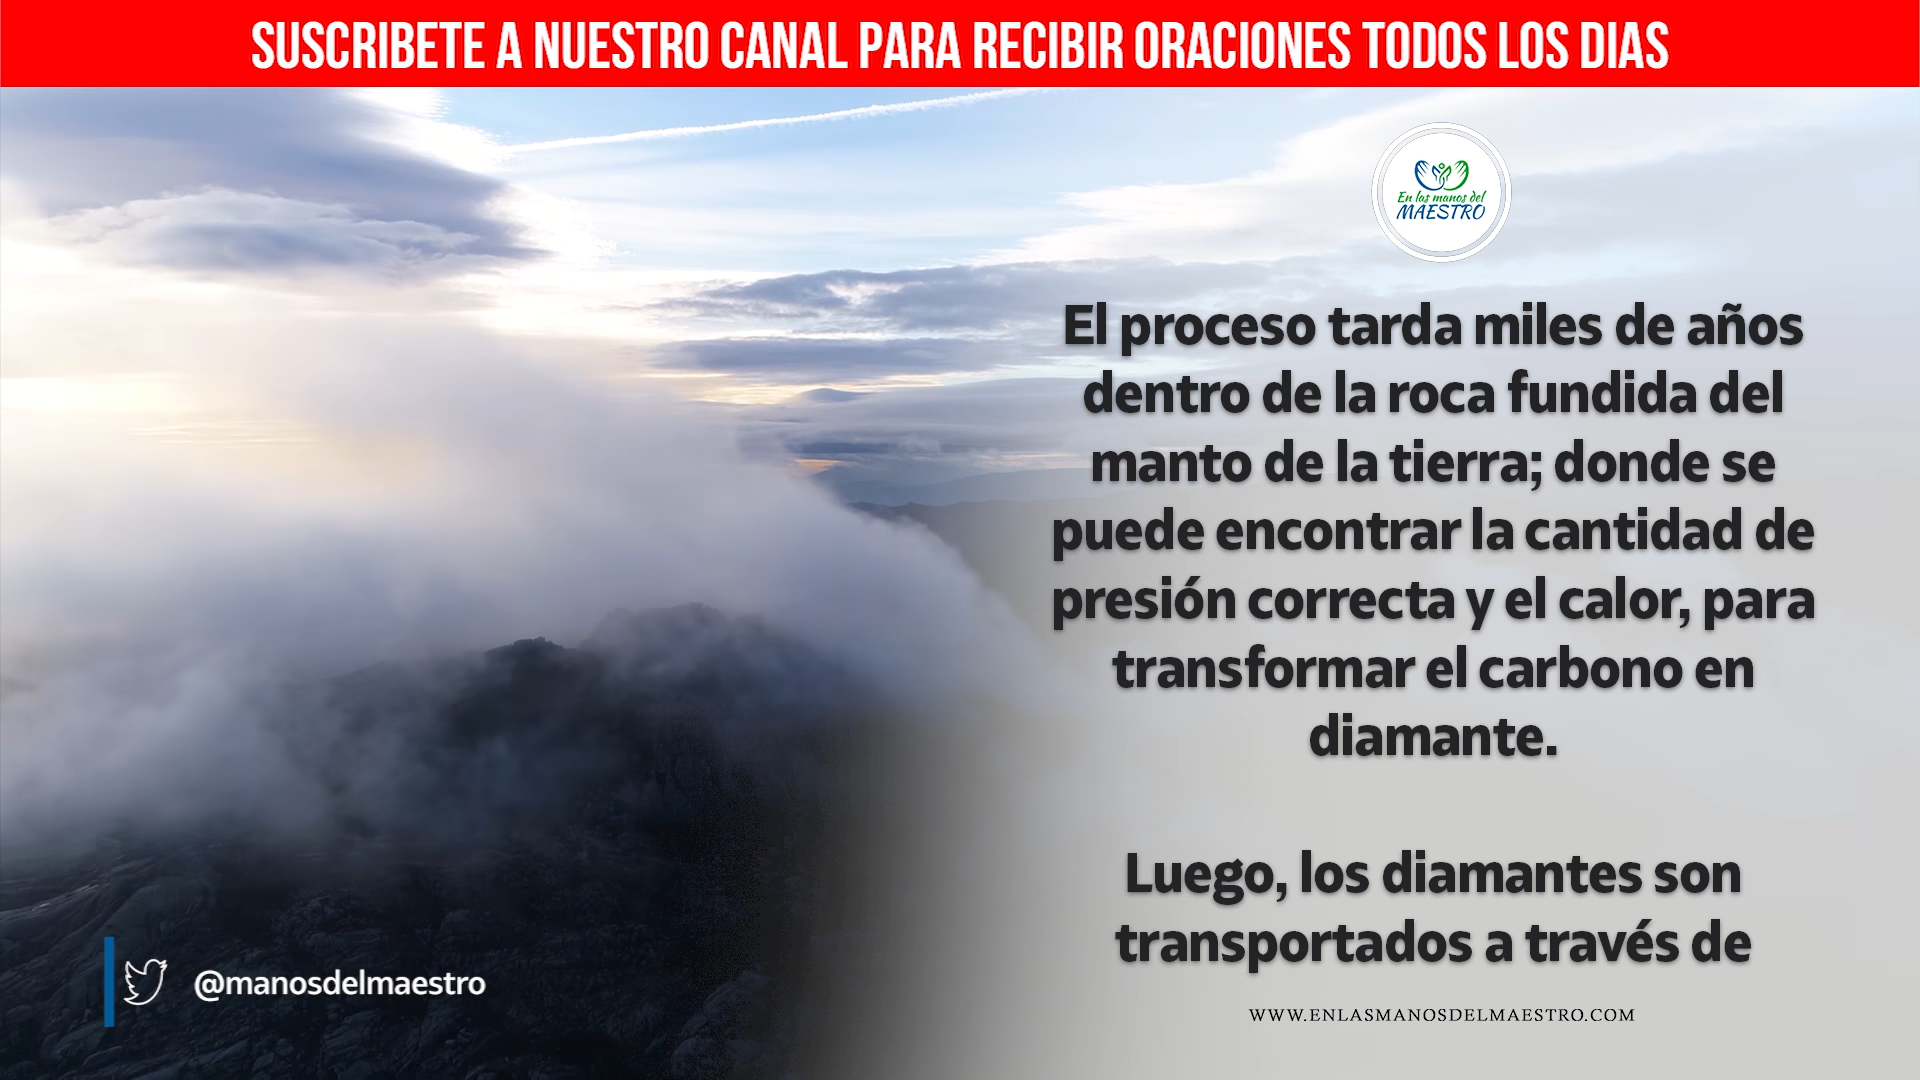 SUSCRIBETE A NUESTRO CANAL PARA RECIBIR ORACIONES TODOS LOS DIAS
En las manos del
MAESTRO
El proceso tarda miles de años
dentro de la roca fundida del
manto de la tierra; donde se
puede encontrar la cantidad de
presión correcta y el calor, para
transformar el carbono en
diamante.
Luego, los diamantes son
transportados a través de
@manosdelmaestro
WWW.ENLASMANOSDELMAESTRO.COM